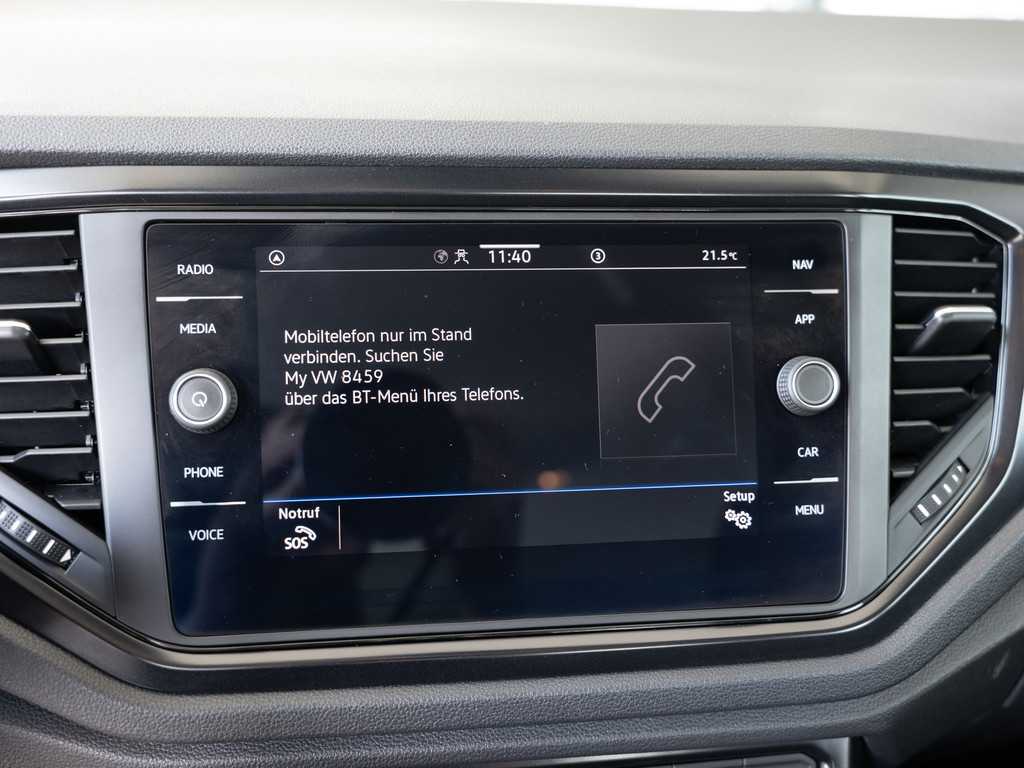 RADIO
MEDIA
PHONE
VOICE
11:40
3
21.5°C
Mobiltelefon nur im Stand
verbinden. Suchen Sie
My VW 8459
über das BT-Menü Ihres Telefons.
Notruf
SOS
Setup
NAV
APP
CAR
MENU